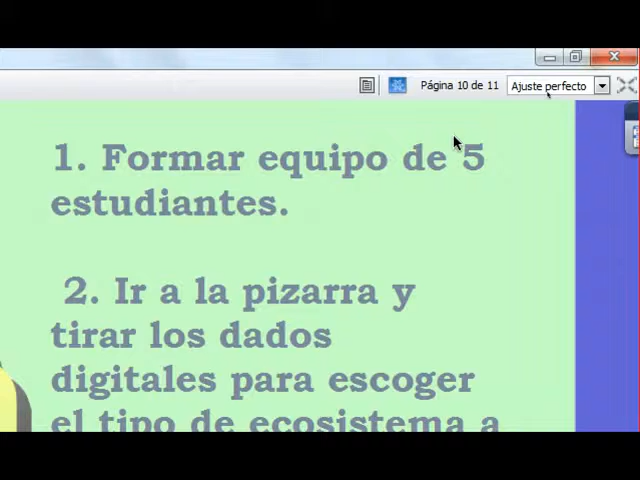 Página 10 de 11 Ajuste perfecto
1. Formar equipo de 5
estudiantes.
2. Ir a la pizarra y
tirar los dados
digitales para escoger
el tipo de ecosistema a